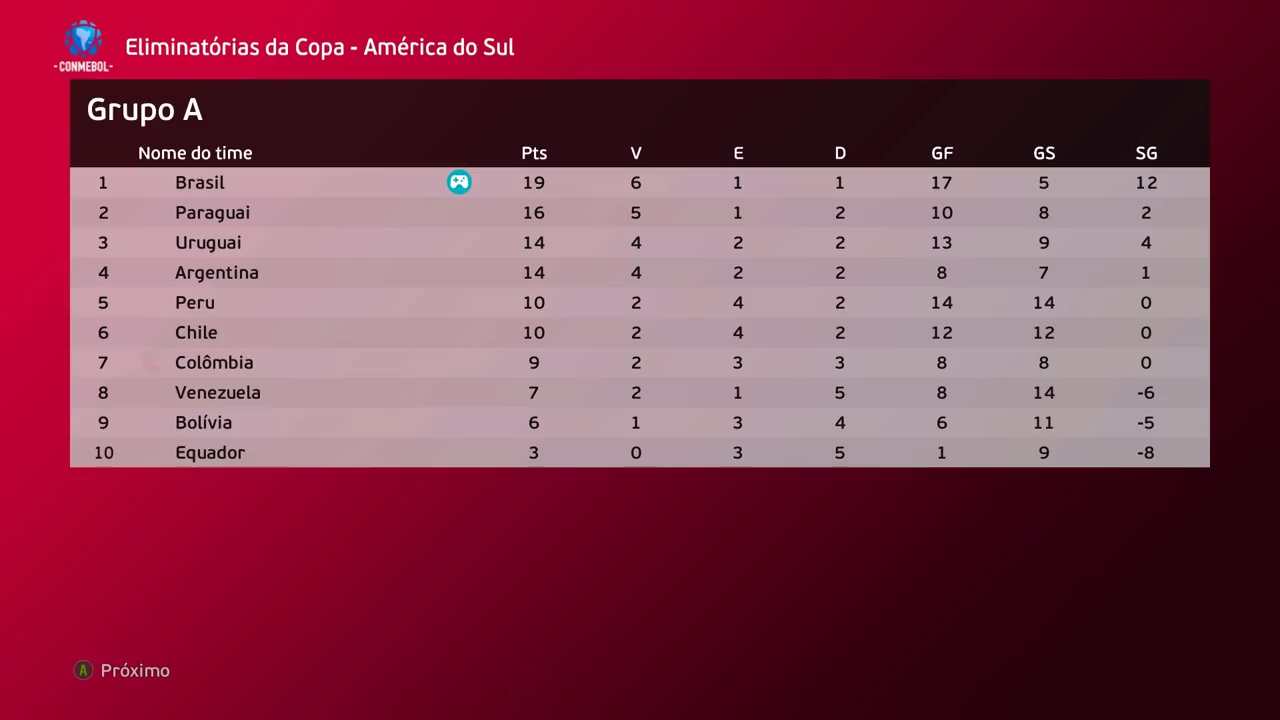 Eliminatórias da Copa - América do Sul
-CONMEBOL-
Grupo A
Nome do time Pts V E D GF GS SG
1 Brasil 19 6 1 1 17 5 12
2 Paraguai 16 5 1 2 10 8 2
3 Uruguai 14 4 2 2 13 9 4
4 Argentina 14 4 2 2 8 7 1
5 Peru 10 2 4 2 14 14 0
6 Chile 10 2 4 2 12 12 0
7 Colômbia 9 2 3 3 8 8 0
8 Venezuela 7 2 1 5 8 14 -6
9 Bolívia 6 1 3 4 6 11 -5
10 Equador 3 0 3 5 1 9 -8
A Próximo